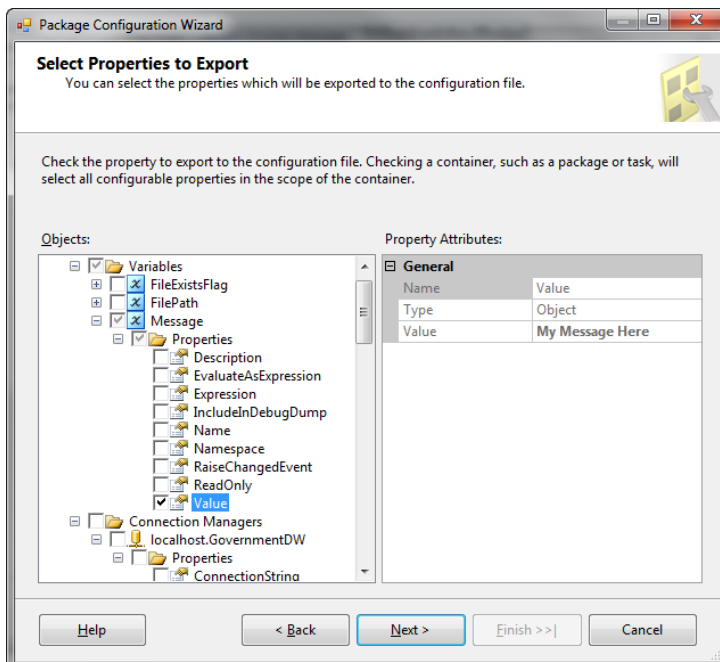 Package Configuration Wizard
Select Properties to Export
You can select the properties which will be exported to the configuration file.
Check the property to export to the configuration file. Checking a container, such as a package or task, will
select all configurable properties in the scope of the container.
Objects:
Property Attributes:
Variables
FileExistsFlag
FilePath
Message
Properties
Description
EvaluateAsExpression
Expression
IncludeInDebugDump
Name
Namespace
RaiseChangedEvent
ReadOnly
Value
Connection Managers
localhost.GovernmentDW
Properties
ConnectionString
General
Name Value
Type Object
Value My Message Here
Help
< Back
Next >
Finish >>|
Cancel